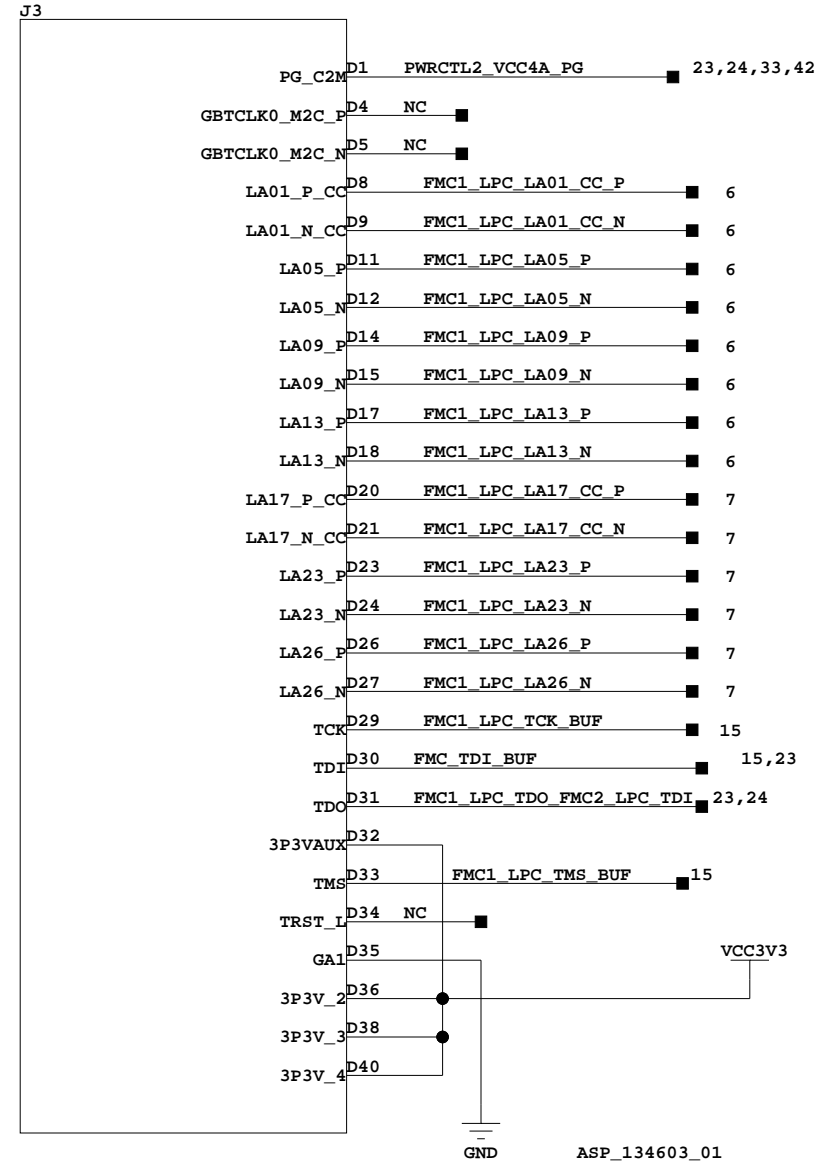 J3
PG_C2M D1 PWRCTL2_VCC4A_PG 23,24,33,42
GBTCLK0_M2C_P D4 NC
GBTCLK0_M2C_N D5 NC
LA01_P_CC D8 FMC1_LPC_LA01_CC_P 6
LA01_N_CC D9 FMC1_LPC_LA01_CC_N 6
LA05_P D11 FMC1_LPC_LA05_P 6
LA05_N D12 FMC1_LPC_LA05_N 6
LA09_P D14 FMC1_LPC_LA09_P 6
LA09_N D15 FMC1_LPC_LA09_N 6
LA13_P D17 FMC1_LPC_LA13_P 6
LA13_N D18 FMC1_LPC_LA13_N 6
LA17_P_CC D20 FMC1_LPC_LA17_CC_P 7
LA17_N_CC D21 FMC1_LPC_LA17_CC_N 7
LA23_P D23 FMC1_LPC_LA23_P 7
LA23_N D24 FMC1_LPC_LA23_N 7
LA26_P D26 FMC1_LPC_LA26_P 7
LA26_N D27 FMC1_LPC_LA26_N 7
TCK D29 FMC1_LPC_TCK_BUF 15
TDI D30 FMC_TDI_BUF 15,23
TDO D31 FMC1_LPC_TDO_FMC2_LPC_TDI 23,24
3P3VAUX D32
TMS D33 FMC1_LPC_TMS_BUF 15
TRST_L D34 NC
GA1 D35 VCC3V3
3P3V_2 D36
3P3V_3 D38
3P3V_4 D40
GND ASP_134603_01